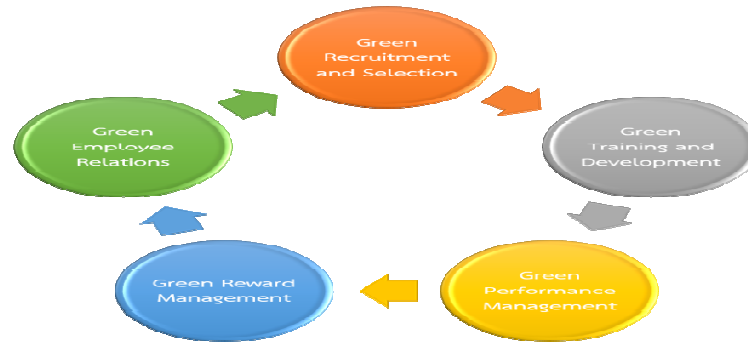 Green
Recruitment
and Selection
Green
Training and
Development
Green
Performance
Management
Green Reward
Management
Green
Employee
Relations